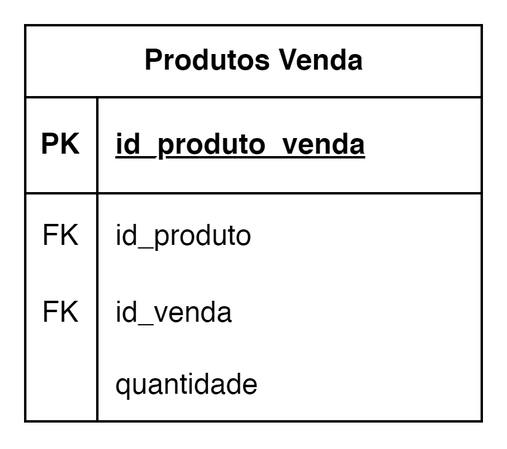 Produtos Venda
PK id_produto_venda
FK id_produto
FK id_venda
quantidade